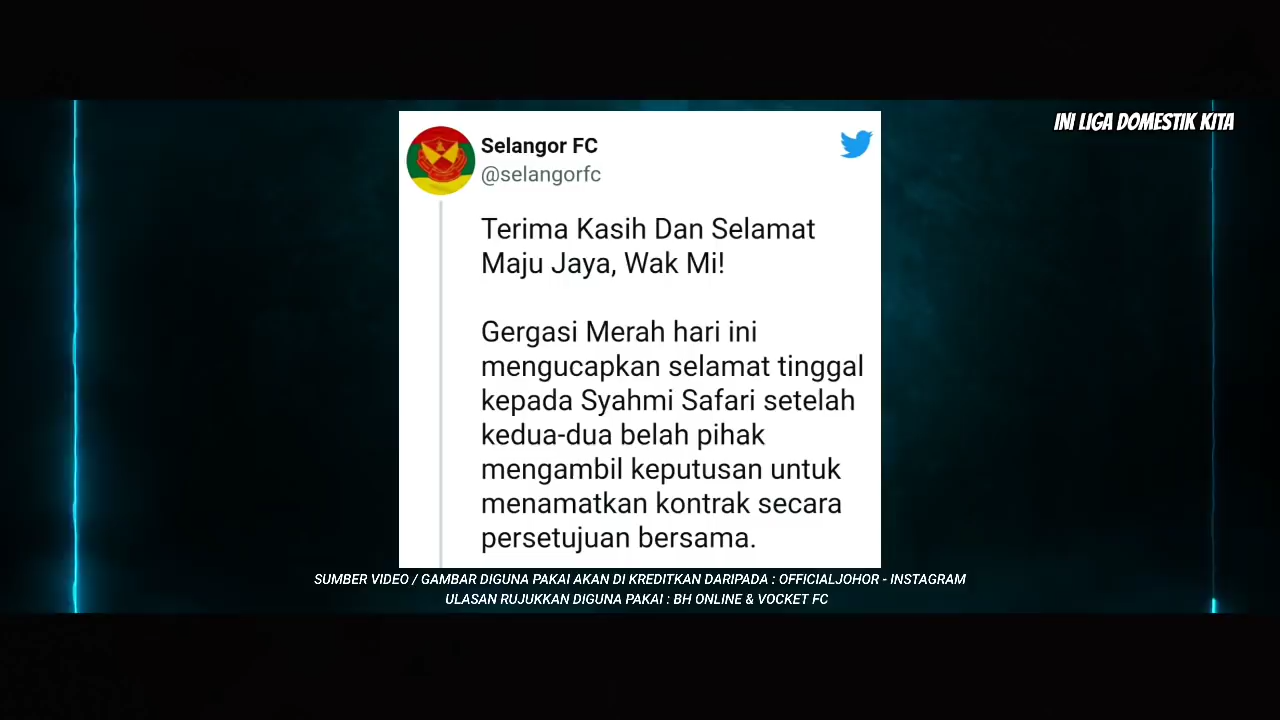 INI LIGA DOMESTIK KITA
Selangor FC
@selangorfc
Terima Kasih Dan Selamat
Maju Jaya, Wak Mi!
Gergasi Merah hari ini
mengucapkan selamat tinggal
kepada Syahmi Safari setelah
kedua-dua belah pihak
mengambil keputusan untuk
menamatkan kontrak secara
persetujuan bersama.
SUMBER VIDEO / GAMBAR DIGUNA PAKAI AKAN DI KREDITKAN DARIPADA : OFFICIALJOHOR - INSTAGRAM
ULASAN RUJUKKAN DIGUNA PAKAI : BH ONLINE & VOCKET FC